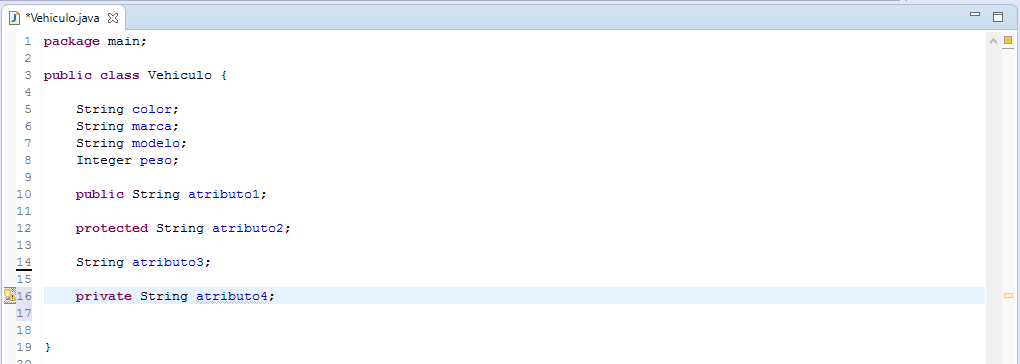 *Vehiculo.java
1 package main;
2
3 public class Vehiculo {
4
5 String color;
6 String marca;
7 String modelo;
8 Integer peso;
9
10 public String atributo1;
11
12 protected String atributo2;
13
14 String atributo3;
15
16 private String atributo4;
17
18
19 }
20